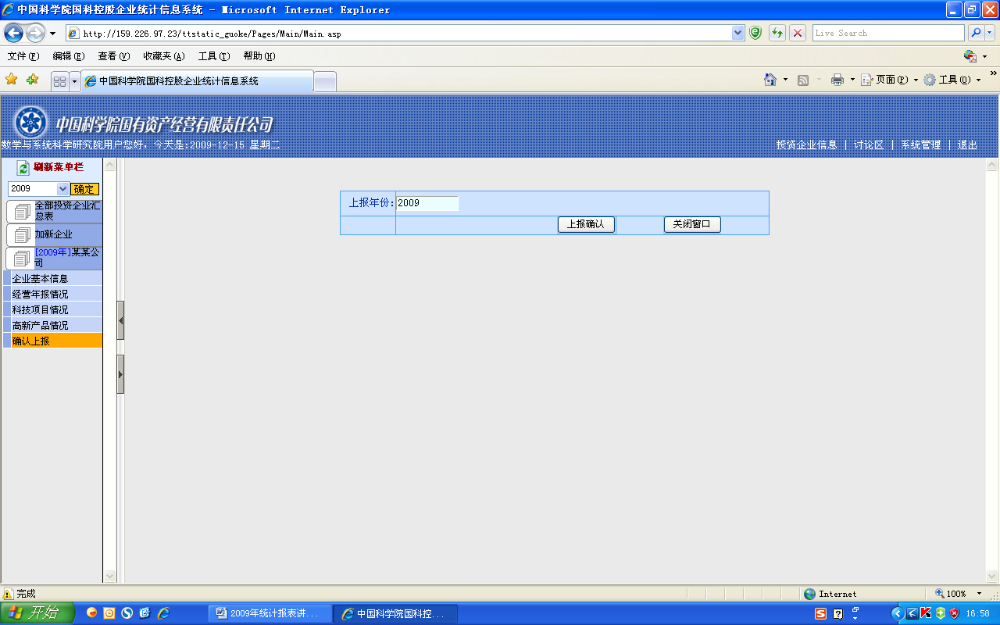 中国科学院国科控股企业统计信息系统 - Microsoft Internet Explorer
http://159.226.97.23/ttstatic_guoke/Pages/Main/Main.asp
Live Search
文件(F) 编辑(E) 查看(V) 收藏夹(A) 工具(T) 帮助(H)
中国科学院国科控股企业统计信息系统
页面(P) 工具(O)
中国科学院国有资产经营有限责任公司
数学与系统科学研究院用户您好，今天是:2009-12-15 星期二
投资企业信息 | 讨论区 | 系统管理 | 退出
刷新菜单栏
2009 确定
全部投资企业汇
总表
加新企业
[2009年]某某公
司
企业基本信息
经营年报情况
科技项目情况
高新产品情况
确认上报
上报年份: 2009
上报确认 关闭窗口
完成
Internet
100%
开始
2009年统计报表讲...
中国科学院国科控...
16:58